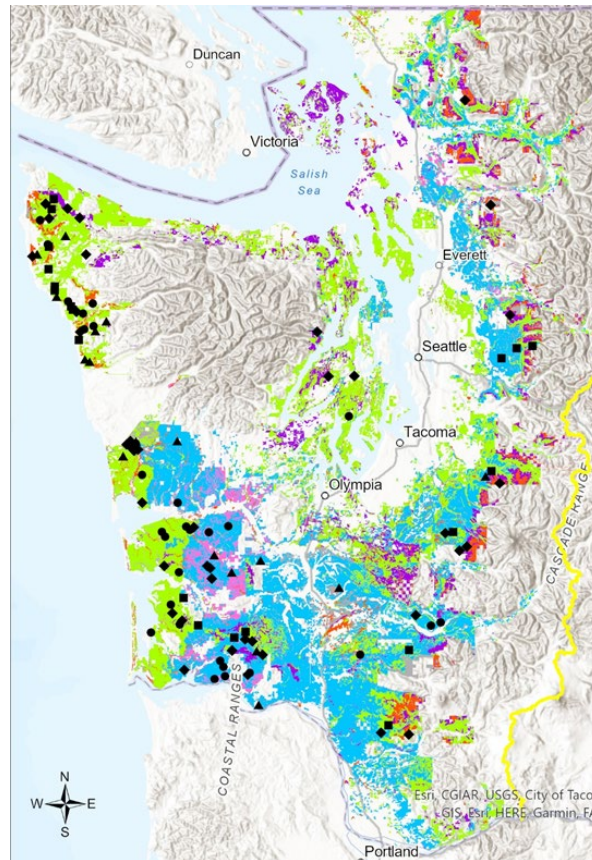 Duncan
Victoria
Salish
Sea
Everett
Seattle
Tacoma
Olympia
CASCADE RANGE
COASTAL RANGES
N
W E
S
Esri, CGIAR, USGS, City of Taco
GIS, Esri, HERE, Garmin, FA
Portland